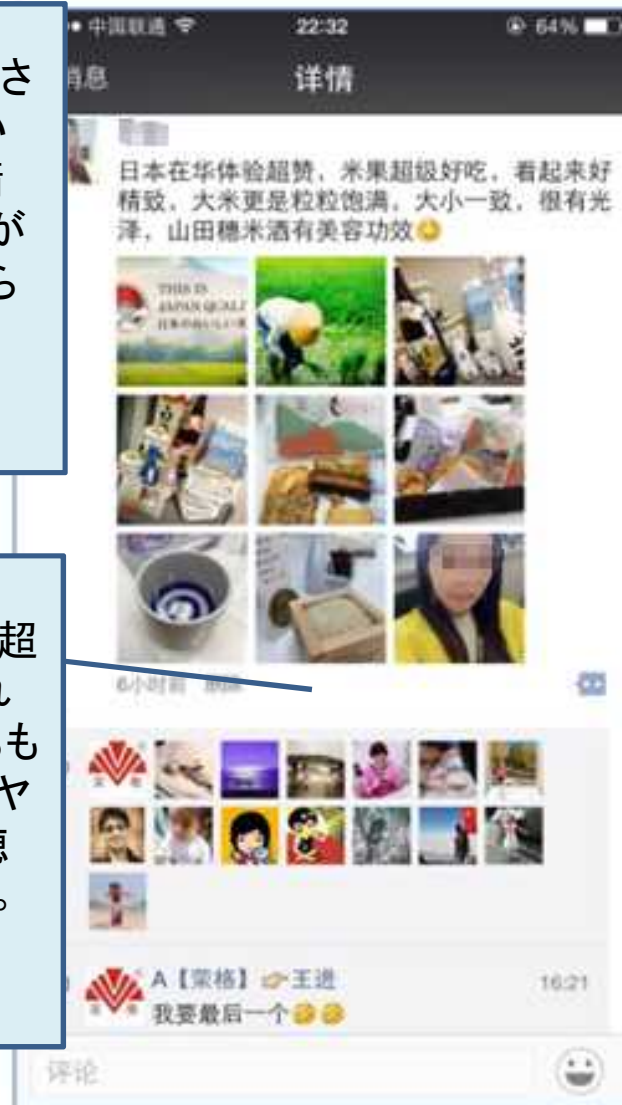 中国联通
22:32
64%
消息
详情
日本在华体验超赞，米果超级好吃，看起来好
精致，大米更是粒粒饱满，大小一致，很有光
泽，山田穗米酒有美容功效
THIS IS
JAPAN QUALI
6小时前 删除
A【荣格】👉王进
16:21
我要最后一个
评论
さ
い
が
ら
超
れ
も
ヤ
穂
。